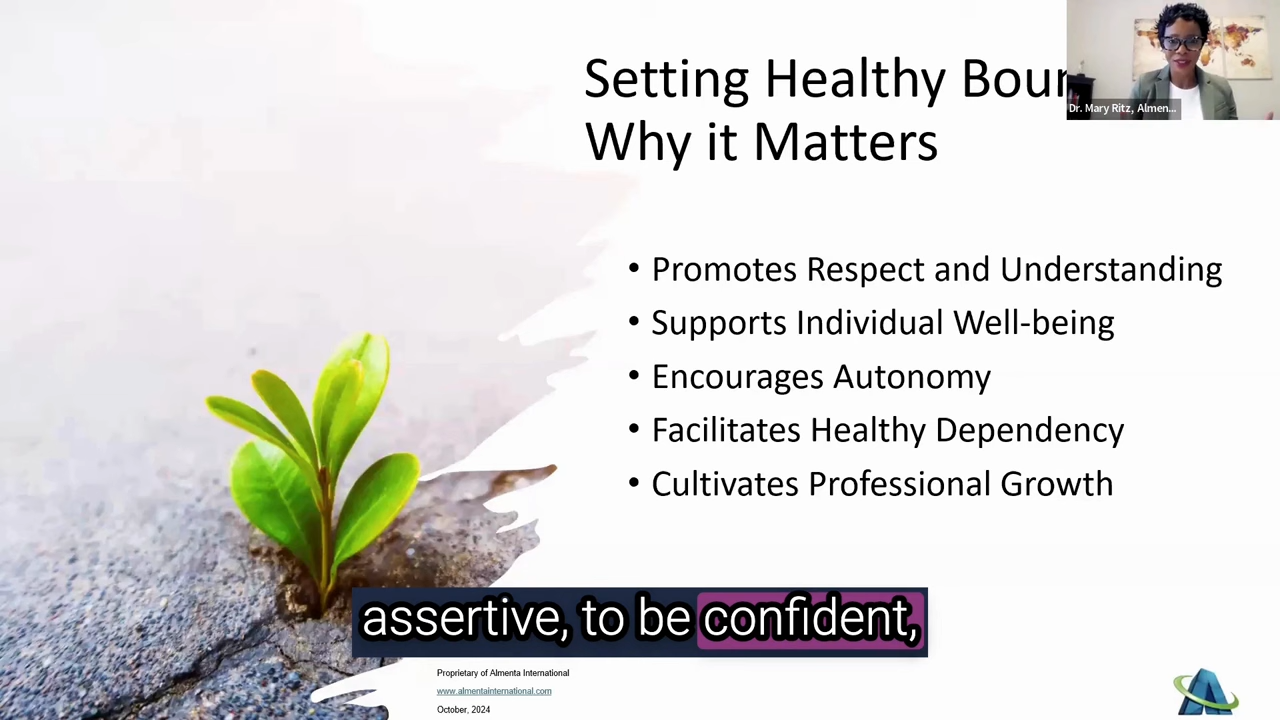 Setting Healthy Bour
Why it Matters
Dr. Mary Ritz, Almen...
• Promotes Respect and Understanding
• Supports Individual Well-being
• Encourages Autonomy
• Facilitates Healthy Dependency
• Cultivates Professional Growth
assertive, to be confident,
Proprietary of Almenta International
www.almentainternational.com
October, 2024